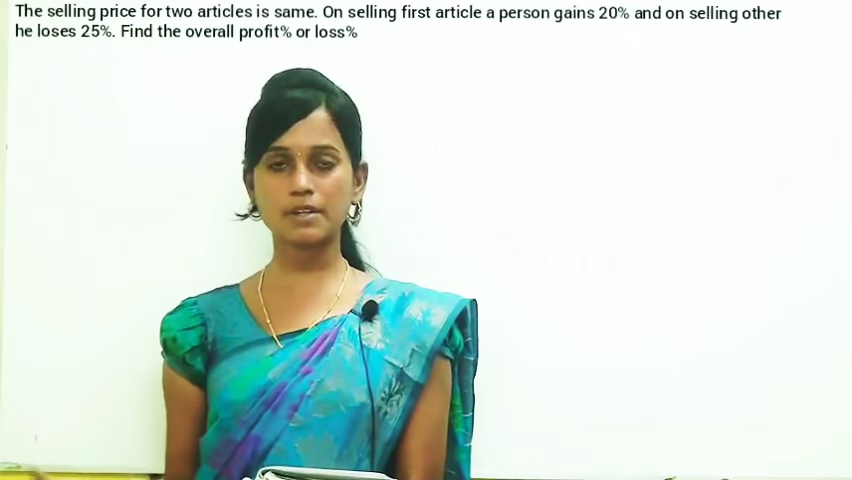 The selling price for two articles is same. On selling first article a person gains 20% and on selling other
he loses 25%. Find the overall profit% or loss%